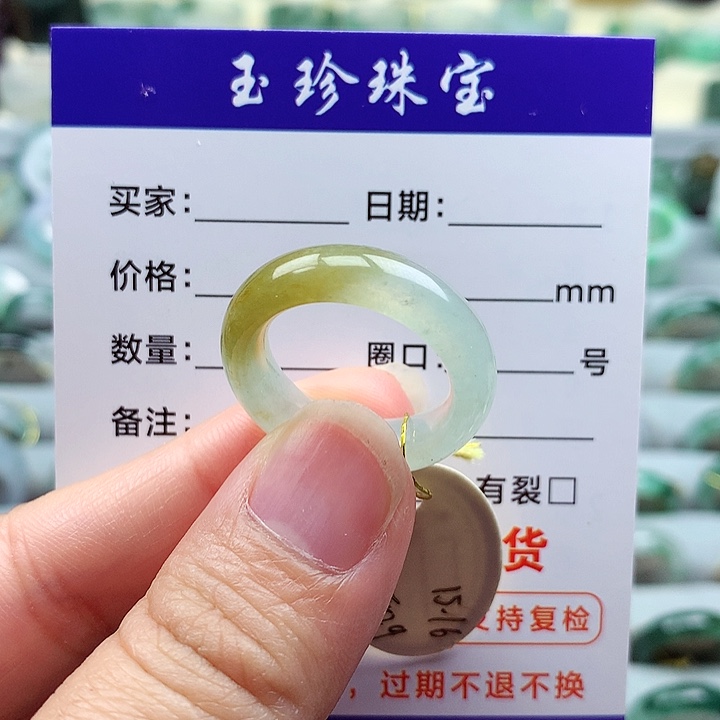 玉珍珠宝
买家: 日期:
价格: mm
数量: 圈口: 号
备注:
有裂□
货
支持复检
，过期不退不换
15-16